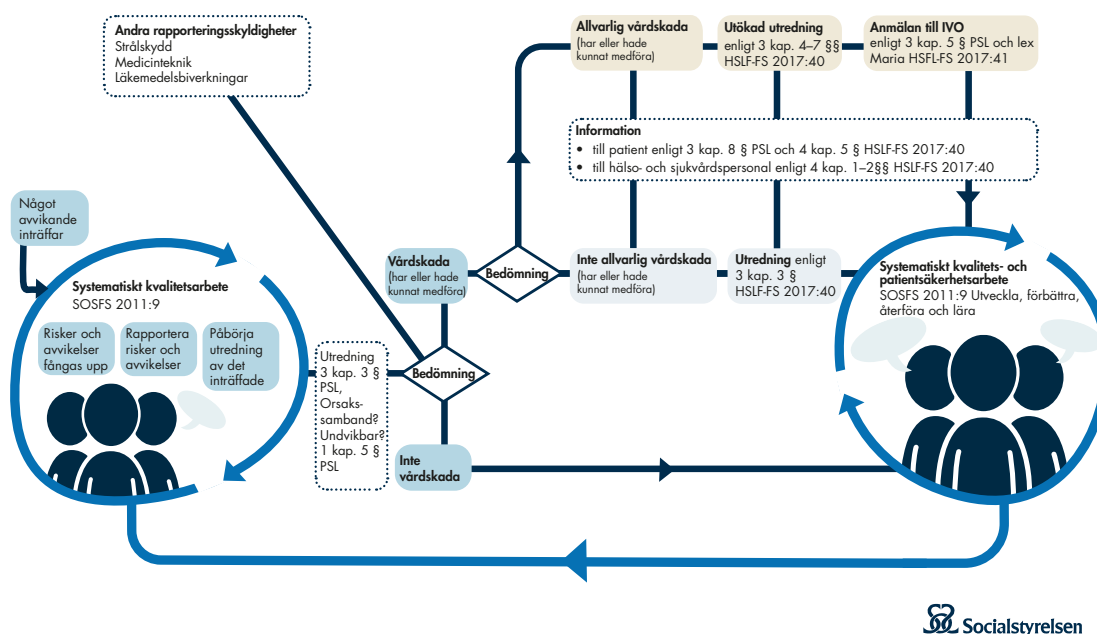 Andra rapporteringsskyldigheter
Strålskydd
Medicinteknik
Läkemedelsbiverkningar
Allvarlig vårdskada
(har eller hade
kunnat medföra)
Utökad utredning
enligt 3 kap. 4–7 §§
HSLF-FS 2017:40
Anmälan till IVO
enligt 3 kap. 5 § PSL och lex
Maria HSFL-FS 2017:41
Information
• till patient enligt 3 kap. 8 § PSL och 4 kap. 5 § HSLF-FS 2017:40
• till hälso- och sjukvårdspersonal enligt 4 kap. 1–2§§ HSLF-FS 2017:40
Något
avvikande
inträffar
Systematiskt kvalitetsarbete
SOSFS 2011:9
Risker och
avvikelser
fångas upp
Rapportera
risker och
avvikelser
Påbörja
utredning
av det
inträffade
Utredning
3 kap. 3 §
PSL,
Orsaks-
samband?
Undvikbar?
1 kap. 5 §
PSL
Bedömning
Vårdskada
(har eller hade
kunnat medföra)
Inte
vårdskada
Bedömning
Inte allvarlig vårdskada
(har eller hade
kunnat medföra)
Utredning enligt
3 kap. 3 §
HSLF-FS 2017:40
Systematiskt kvalitets- och
patientsäkerhetsarbete
SOSFS 2011:9 Utveckla, förbättra,
återföra och lära
Socialstyrelsen